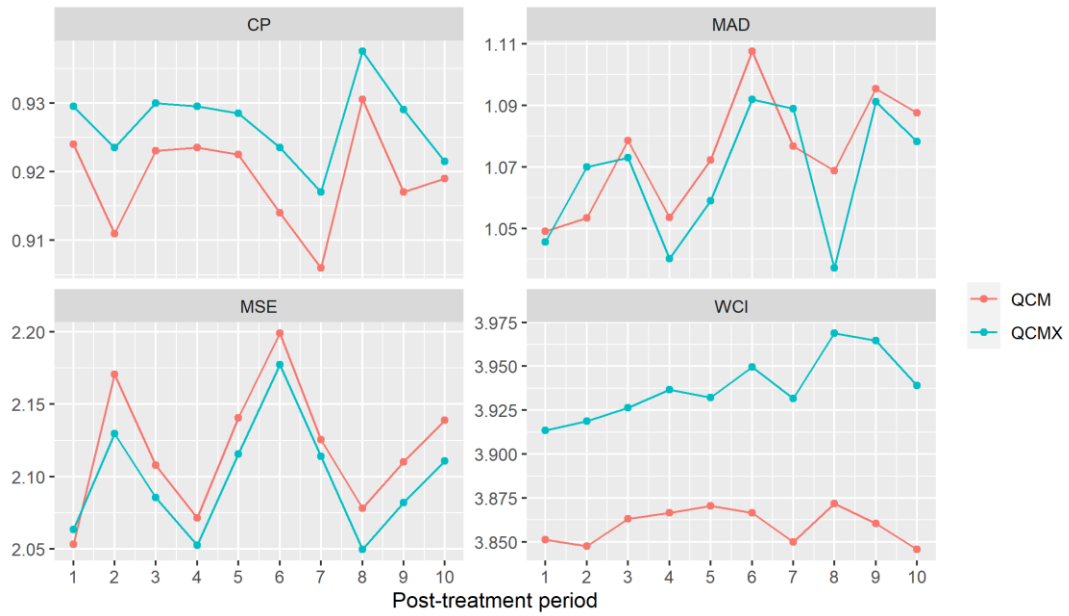 CP
MAD
0.93
0.92
0.91
1.11
1.09
1.07
1.05
MSE
WCI
2.20
2.15
2.10
2.05
3.975
3.950
3.925
3.900
3.875
3.850
1 2 3 4 5 6 7 8 9 10
1 2 3 4 5 6 7 8 9 10
Post-treatment period
QCM
QCMX